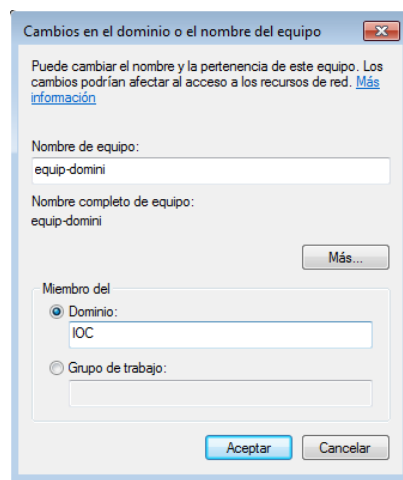 Cambios en el dominio o el nombre del equipo
Puede cambiar el nombre y la pertenencia de este equipo. Los
cambios podrían afectar al acceso a los recursos de red. Más
información
Nombre de equipo:
equip-domini
Nombre completo de equipo:
equip-domini
Más...
Miembro del
Dominio:
IOC
Grupo de trabajo:
Aceptar Cancelar